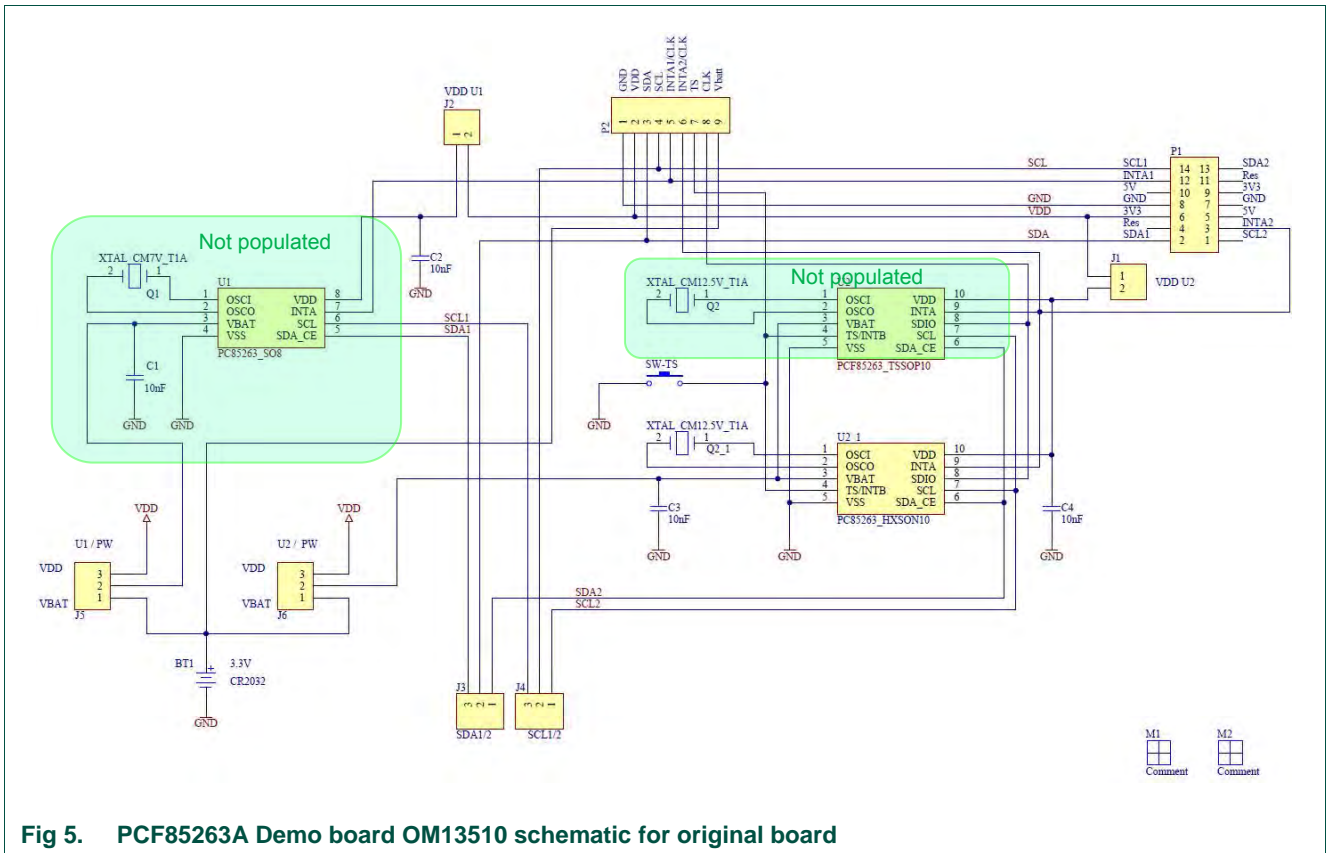 GND
VDD
SDA
SCL
INTA1/CLK
INTA2/CLK
TS
CLK
Vbatt
VDD U1
J2
1 2
P2
1 2 3 4 5 6 7 8 9
P1
SCL SCL1 14 13 SDA2
INTA1 12 11 Res
5V 10 9 3V3
GND GND 8 7 GND
VDD 3V3 6 5 5V
Res 4 3 INTA2
SDA SDA1 2 1 SCL2
Not populated
XTAL_CM7V_T1A
2 1
Q1
U1
1 OSCI VDD 8
2 OSCO INTA 7
3 VBAT SCL 6 SCL1
4 VSS SDA_CE 5 SDA1
PC85263_SO8
C1
10nF
GND
GND
C2
10nF
GND
Not populated
XTAL_CM12.5V_T1A
2 1
Q2
1 OSCI VDD 10
2 OSCO INTA 9
3 VBAT SDIO 8
4 TS/INTB SCL 7
5 VSS SDA_CE 6
PCF85263_TSSOP10
J1
1
2
VDD U2
SW-TS
GND
XTAL_CM12.5V_T1A
2 1
Q2_1
U2_1
1 OSCI VDD 10
2 OSCO INTA 9
3 VBAT SDIO 8
4 TS/INTB SCL 7
5 VSS SDA_CE 6
PC85263_HXSON10
C3
10nF
GND
GND
C4
10nF
GND
VDD
U1 / PW
VDD 3
2
VBAT 1
J5
VDD
U2 / PW
VDD 3
2
VBAT 1
J6
BT1 3.3V
CR2032
GND
SDA2
SCL2
J3
3 2 1
SDA1/2
J4
3 2 1
SCL1/2
M1
Comment
M2
Comment
Fig 5. PCF85263A Demo board OM13510 schematic for original board